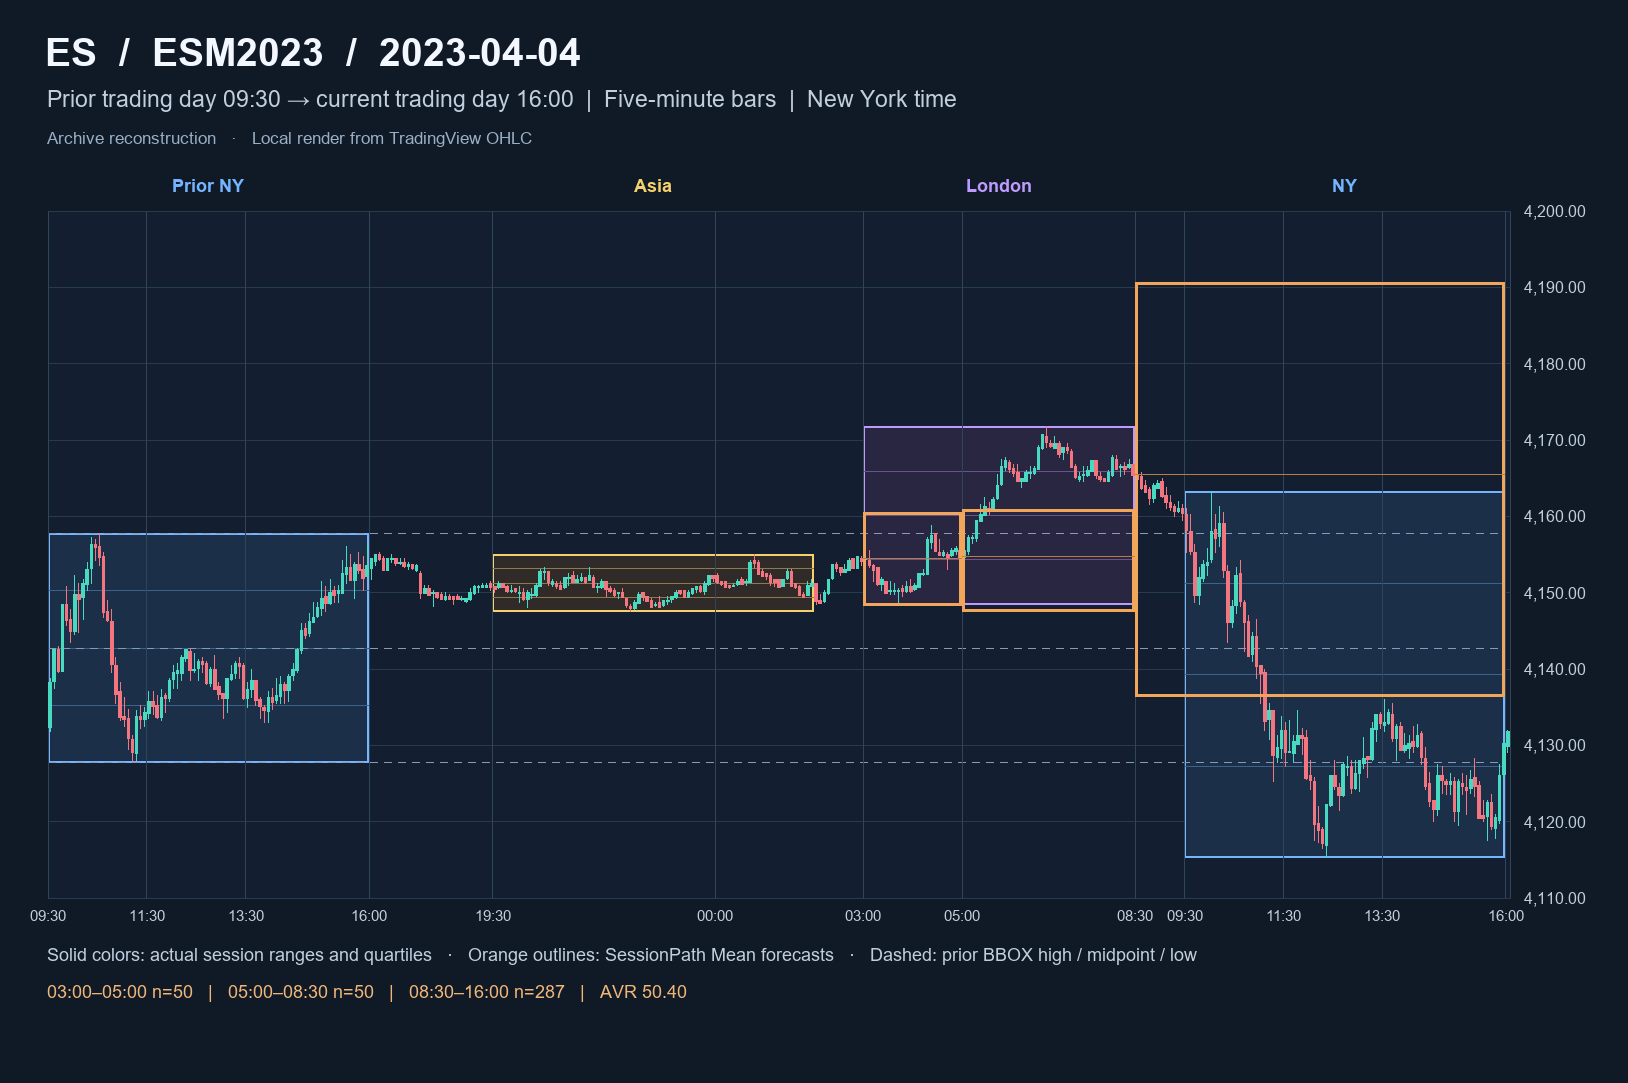 ES / ESM2023 / 2023-04-04
Prior trading day 09:30 → current trading day 16:00 | Five-minute bars | New York time
Archive reconstruction · Local render from TradingView OHLC
Prior NY Asia London NY
4,200.00
4,190.00
4,180.00
4,170.00
4,160.00
4,150.00
4,140.00
4,130.00
4,120.00
4,110.00
09:30 11:30 13:30 16:00 19:30 00:00 03:00 05:00 08:30 09:30 11:30 13:30 16:00
Solid colors: actual session ranges and quartiles · Orange outlines: SessionPath Mean forecasts · Dashed: prior BBOX high / midpoint / low
03:00–05:00 n=50 | 05:00–08:30 n=50 | 08:30–16:00 n=287 | AVR 50.40